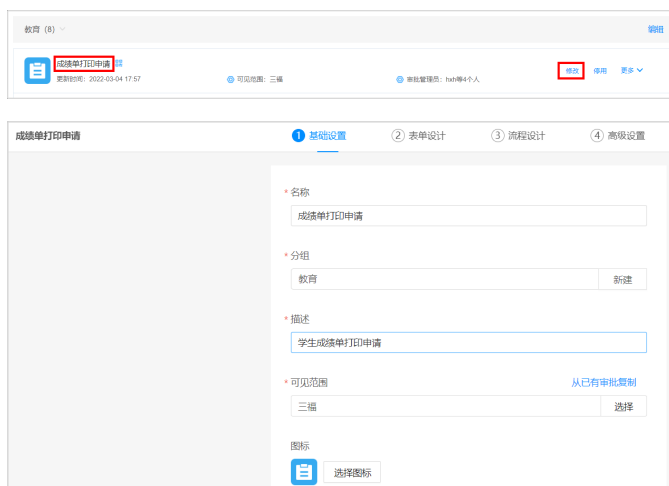 教育 (8)
编辑
成绩单打印申请
更新时间：2022-03-04 17:57
可见范围：三福
审批管理员：hxh等4个人
修改 停用 更多
成绩单打印申请
1 基础设置 2 表单设计 3 流程设计 4 高级设置
* 名称
成绩单打印申请
* 分组
教育 新建
* 描述
学生成绩单打印申请
* 可见范围 从已有审批复制
三福 选择
图标
选择图标